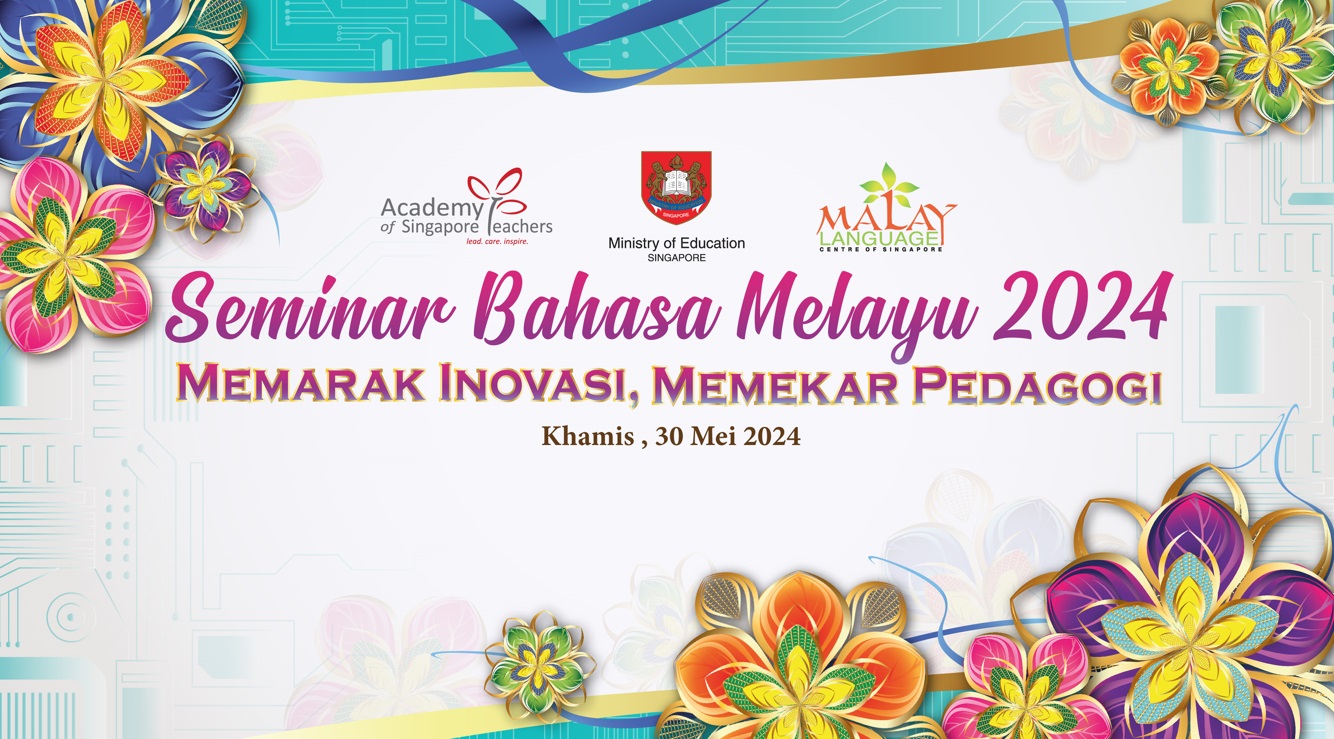 Academy
of Singapore Teachers
lead. care. inspire.
SINGAPORE
Ministry of Education
SINGAPORE
MALAY
LANGUAGE
CENTRE OF SINGAPORE
Seminar Bahasa Melayu 2024
MEMARAK INOVASI, MEMEKAR PEDAGOGI
Khamis , 30 Mei 2024